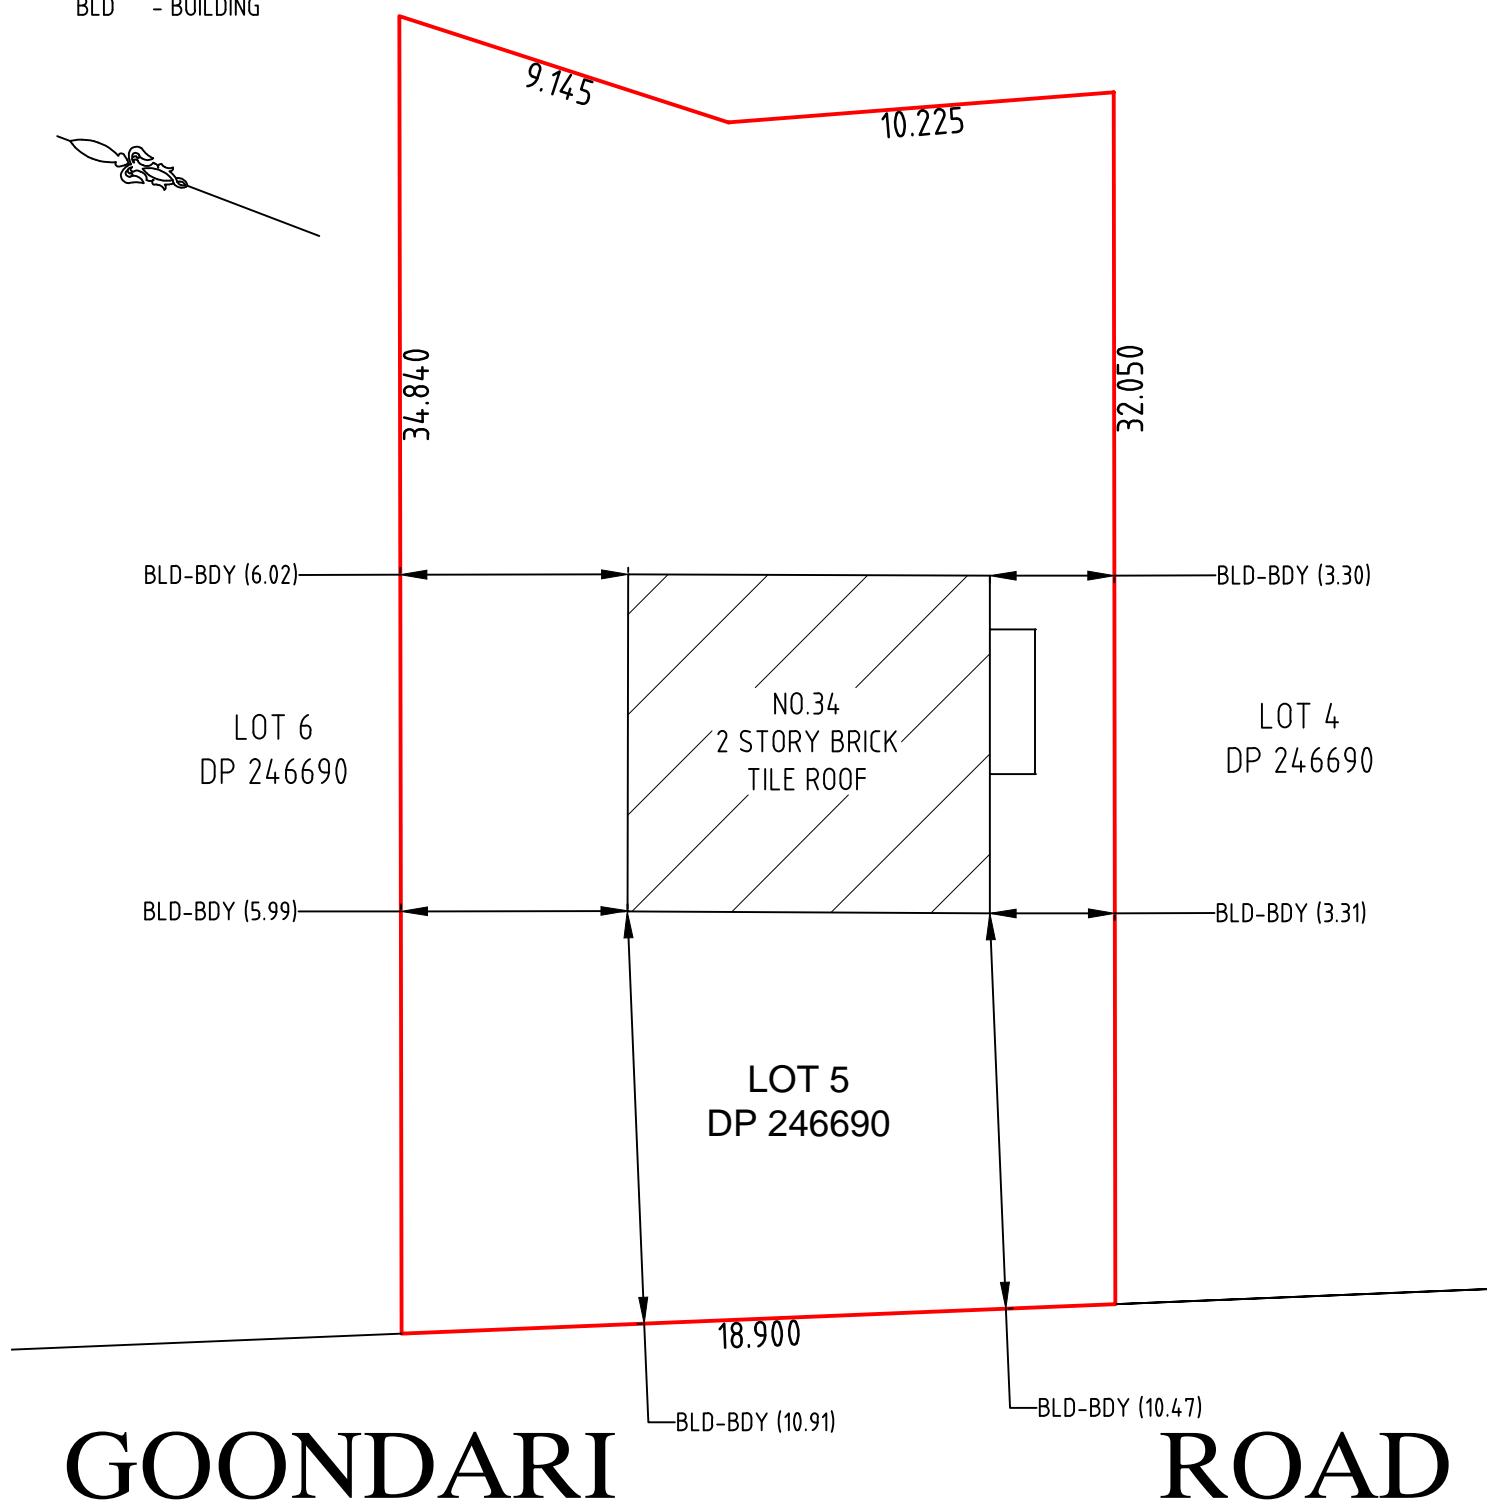 BLD - BUILDING
9.145
10.225
34.840
32.050
BLD-BDY (6.02)
BLD-BDY (3.30)
NO.34
2 STORY BRICK
TILE ROOF
LOT 6
DP 246690
LOT 4
DP 246690
BLD-BDY (5.99)
BLD-BDY (3.31)
LOT 5
DP 246690
18.900
BLD-BDY (10.91)
BLD-BDY (10.47)
GOONDARI ROAD